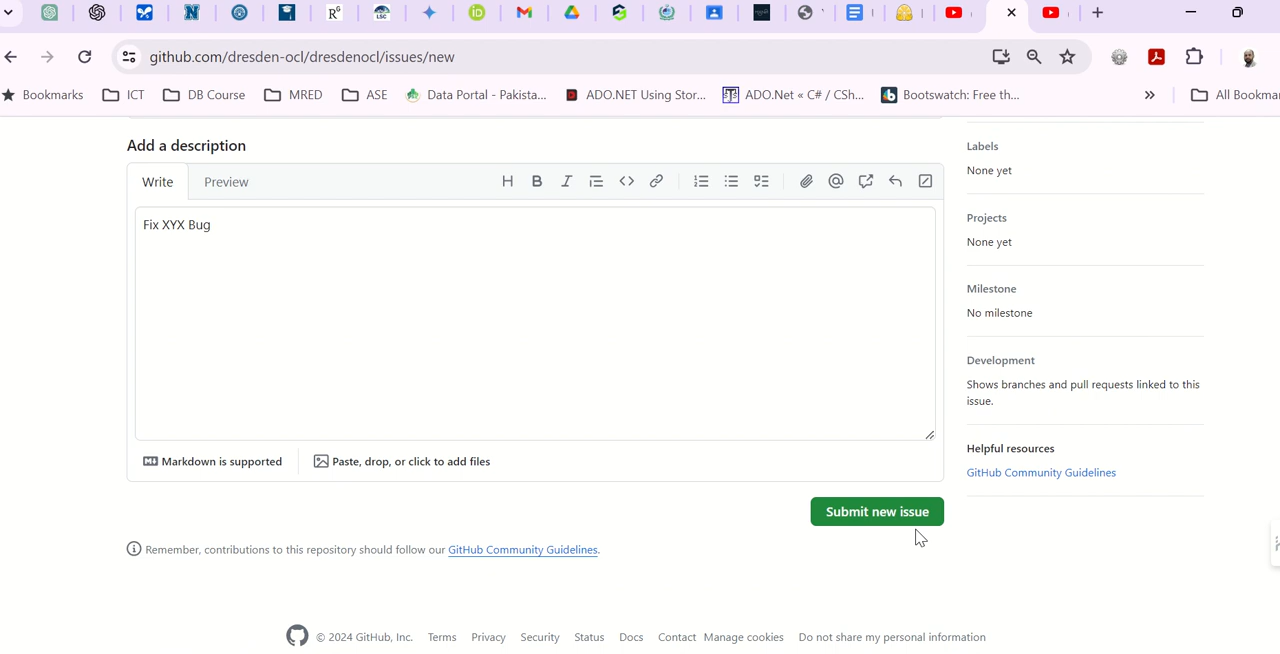 github.com/dresden-ocl/dresdenocl/issues/new
Bookmarks ICT DB Course MRED ASE Data Portal - Pakista... ADO.NET Using Stor... ADO.Net « C# / CSh... Bootswatch: Free th... » All Bookmar
Add a description
Write Preview
Fix XYX Bug
Markdown is supported Paste, drop, or click to add files
Submit new issue
Remember, contributions to this repository should follow our GitHub Community Guidelines.
Labels
None yet
Projects
None yet
Milestone
No milestone
Development
Shows branches and pull requests linked to this
issue.
Helpful resources
GitHub Community Guidelines
© 2024 GitHub, Inc. Terms Privacy Security Status Docs Contact Manage cookies Do not share my personal information